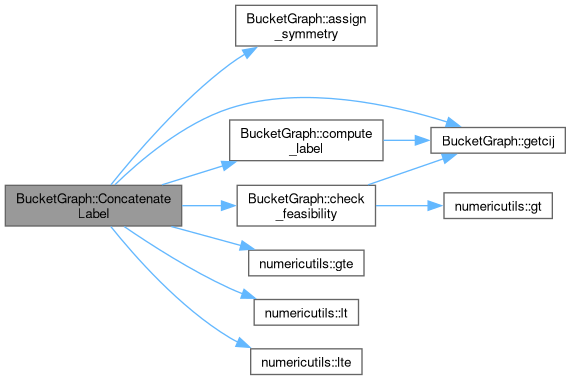 BucketGraph::assign
_symmetry
BucketGraph::compute
_label
BucketGraph::getcij
BucketGraph::Concatenate
Label
BucketGraph::check
_feasibility
numericutils::gt
numericutils::gte
numericutils::lt
numericutils::lte